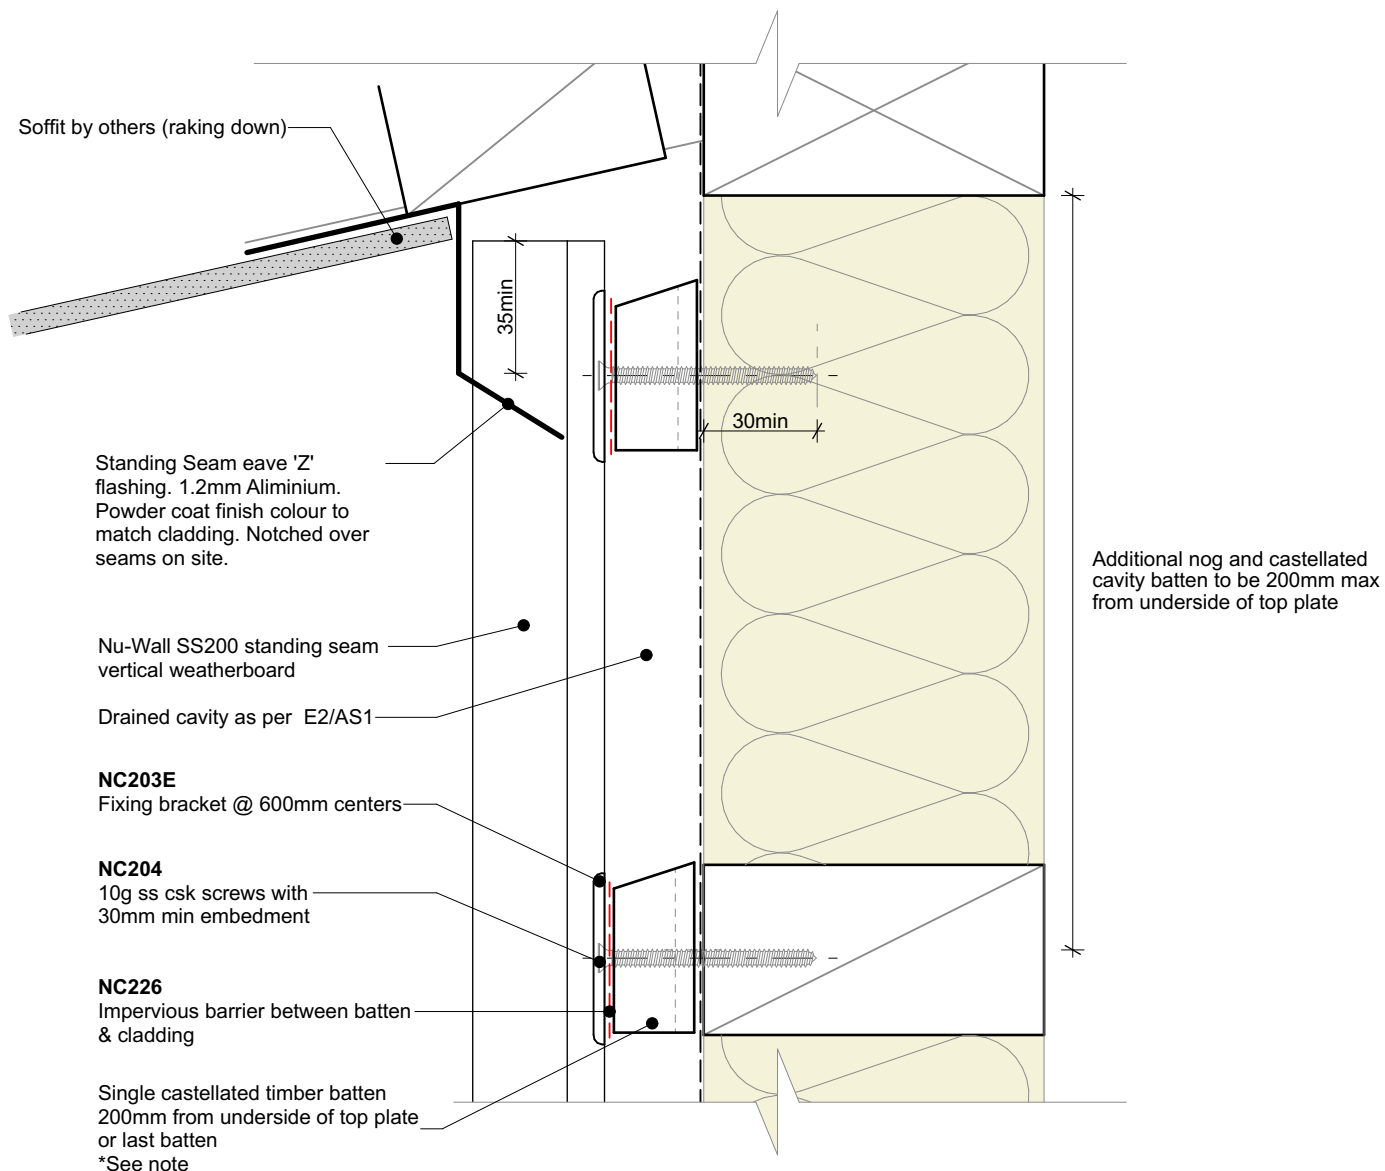 Soffit by others (raking down)
35min
30min
Standing Seam eave 'Z'
flashing. 1.2mm Aliminium.
Powder coat finish colour to
match cladding. Notched over
seams on site.
Additional nog and castellated
cavity batten to be 200mm max
from underside of top plate
Nu-Wall SS200 standing seam
vertical weatherboard
Drained cavity as per E2/AS1
NC203E
Fixing bracket @ 600mm centers
NC204
10g ss csk screws with
30mm min embedment
NC226
Impervious barrier between batten
& cladding
Single castellated timber batten
200mm from underside of top plate
or last batten
*See note